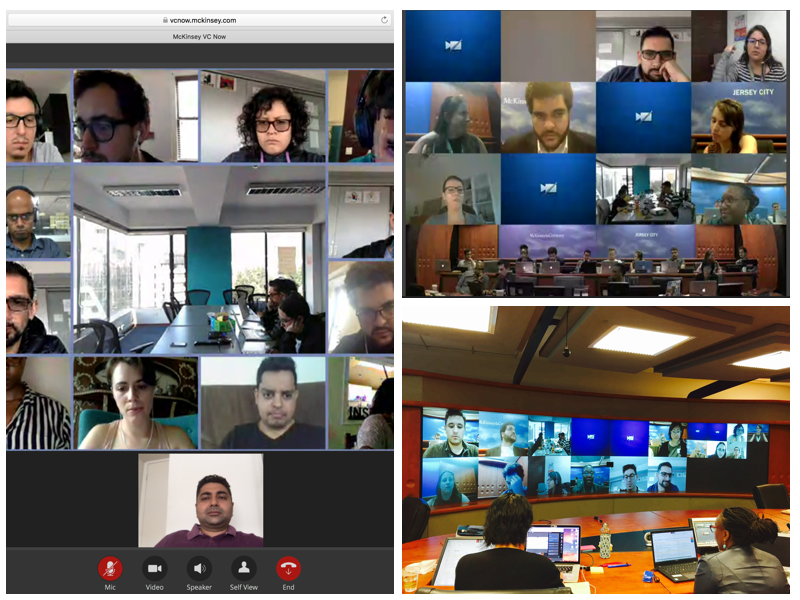 vcnow.mckinsey.com
McKinsey VC Now
Mic
Video
Speaker
Self View
End
JERSEY CITY
JERSEY CITY